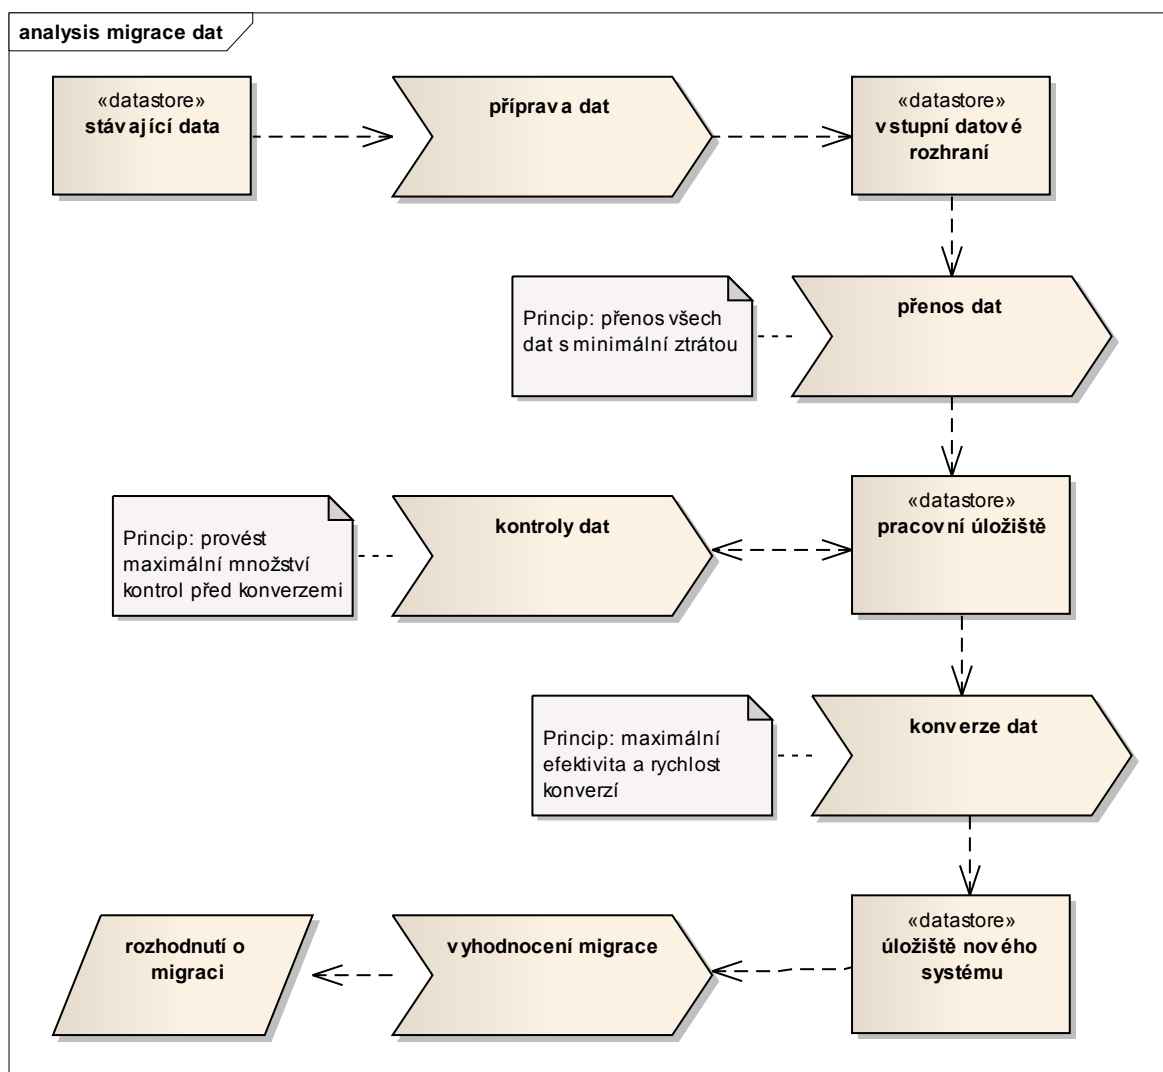 analysis migrace dat
«datastore»
stávající data
příprava dat
«datastore»
vstupní datové
rozhraní
Princip: přenos všech
dat s minimální ztrátou
přenos dat
Princip: provést
maximální množství
kontrol před konverzemi
kontroly dat
«datastore»
pracovní úložiště
Princip: maximální
efektivita a rychlost
konverzí
konverze dat
rozhodnutí o
migraci
vyhodnocení migrace
«datastore»
úložiště nového
systému